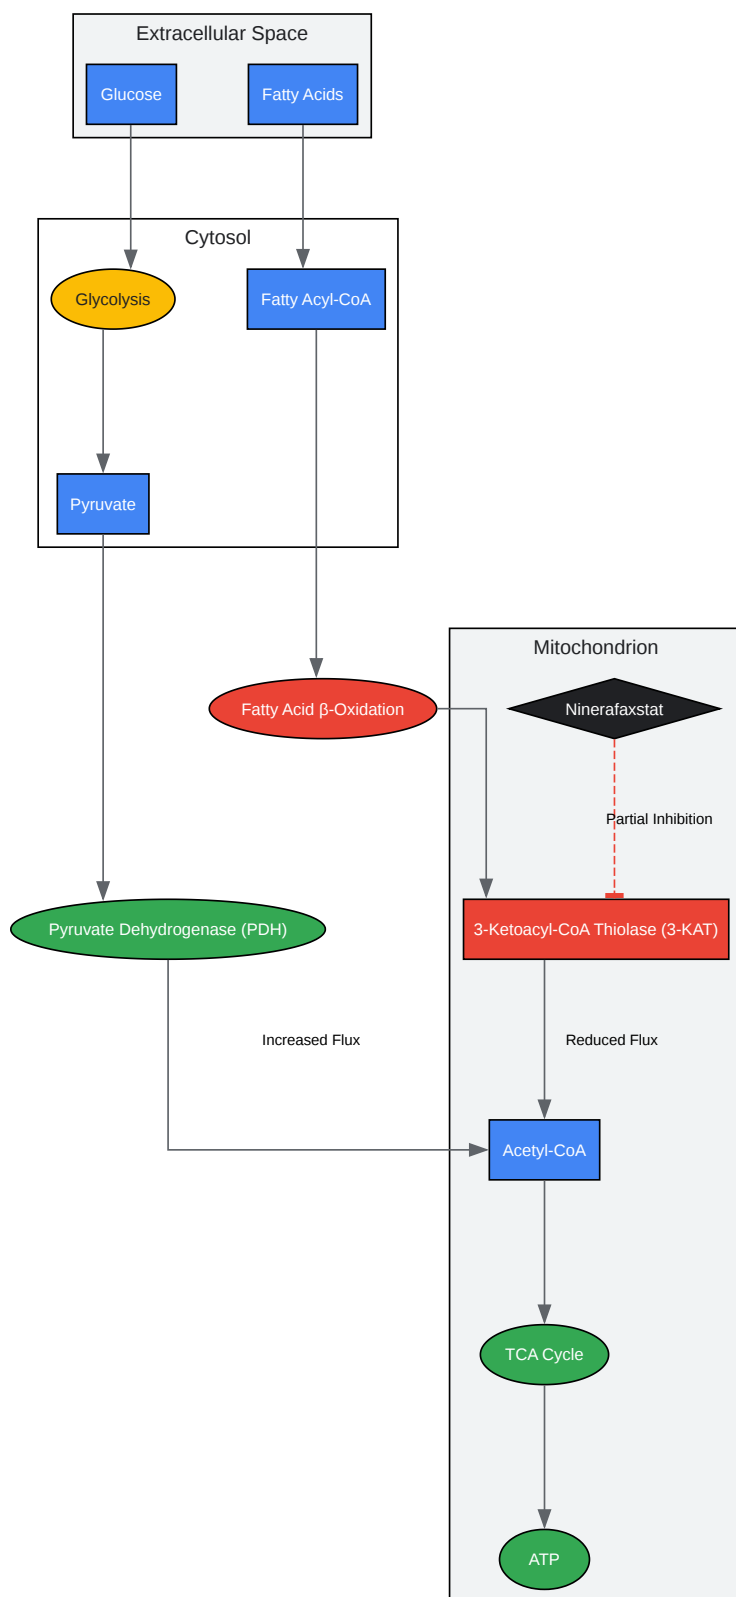 Extracellular Space
Glucose
Fatty Acids
Cytosol
Glycolysis
Fatty Acyl-CoA
Pyruvate
Mitochondrion
Fatty Acid β-Oxidation
Ninerafaxstat
Partial Inhibition
Pyruvate Dehydrogenase (PDH)
3-Ketoacyl-CoA Thiolase (3-KAT)
Increased Flux
Reduced Flux
Acetyl-CoA
TCA Cycle
ATP